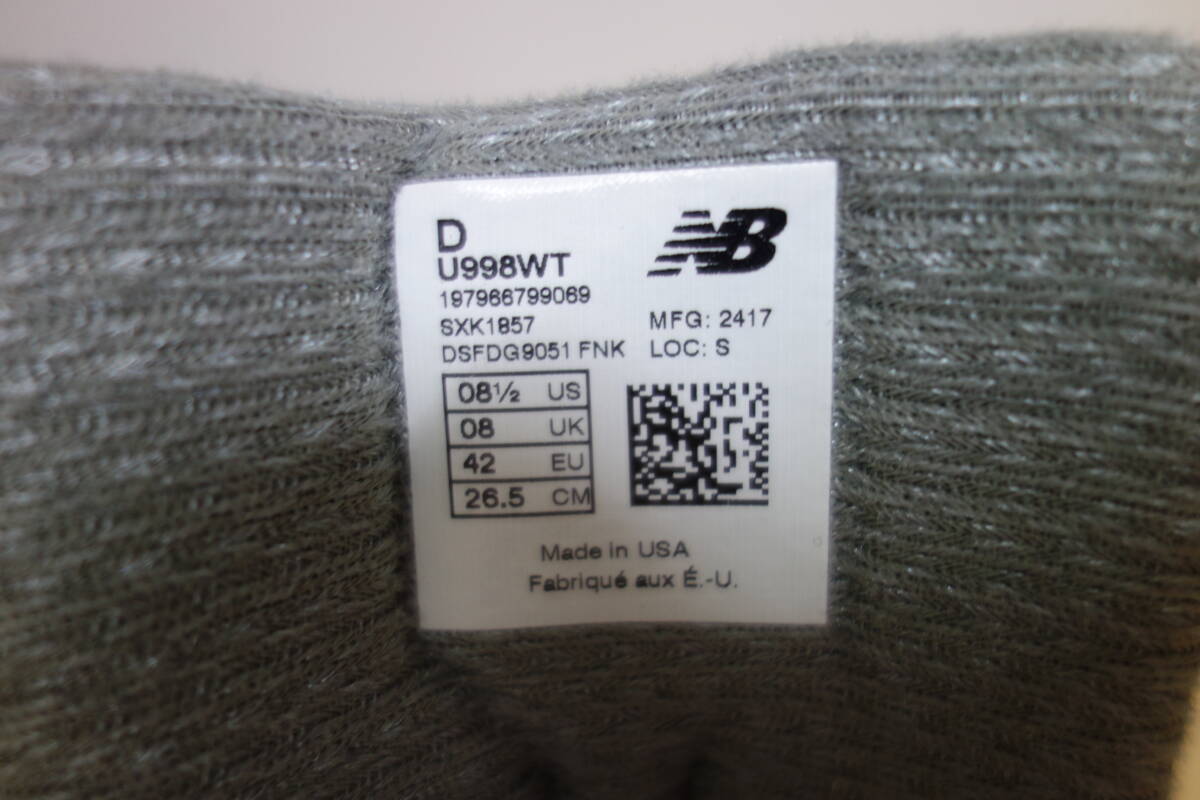 D
NB
U998WT
197966799069
SXK1857
MFG: 2417
DSFDG9051 FNK
LOC: S
08½ US
08 UK
42 EU
26.5 CM
Made in USA
Fabriqué aux É.-U.